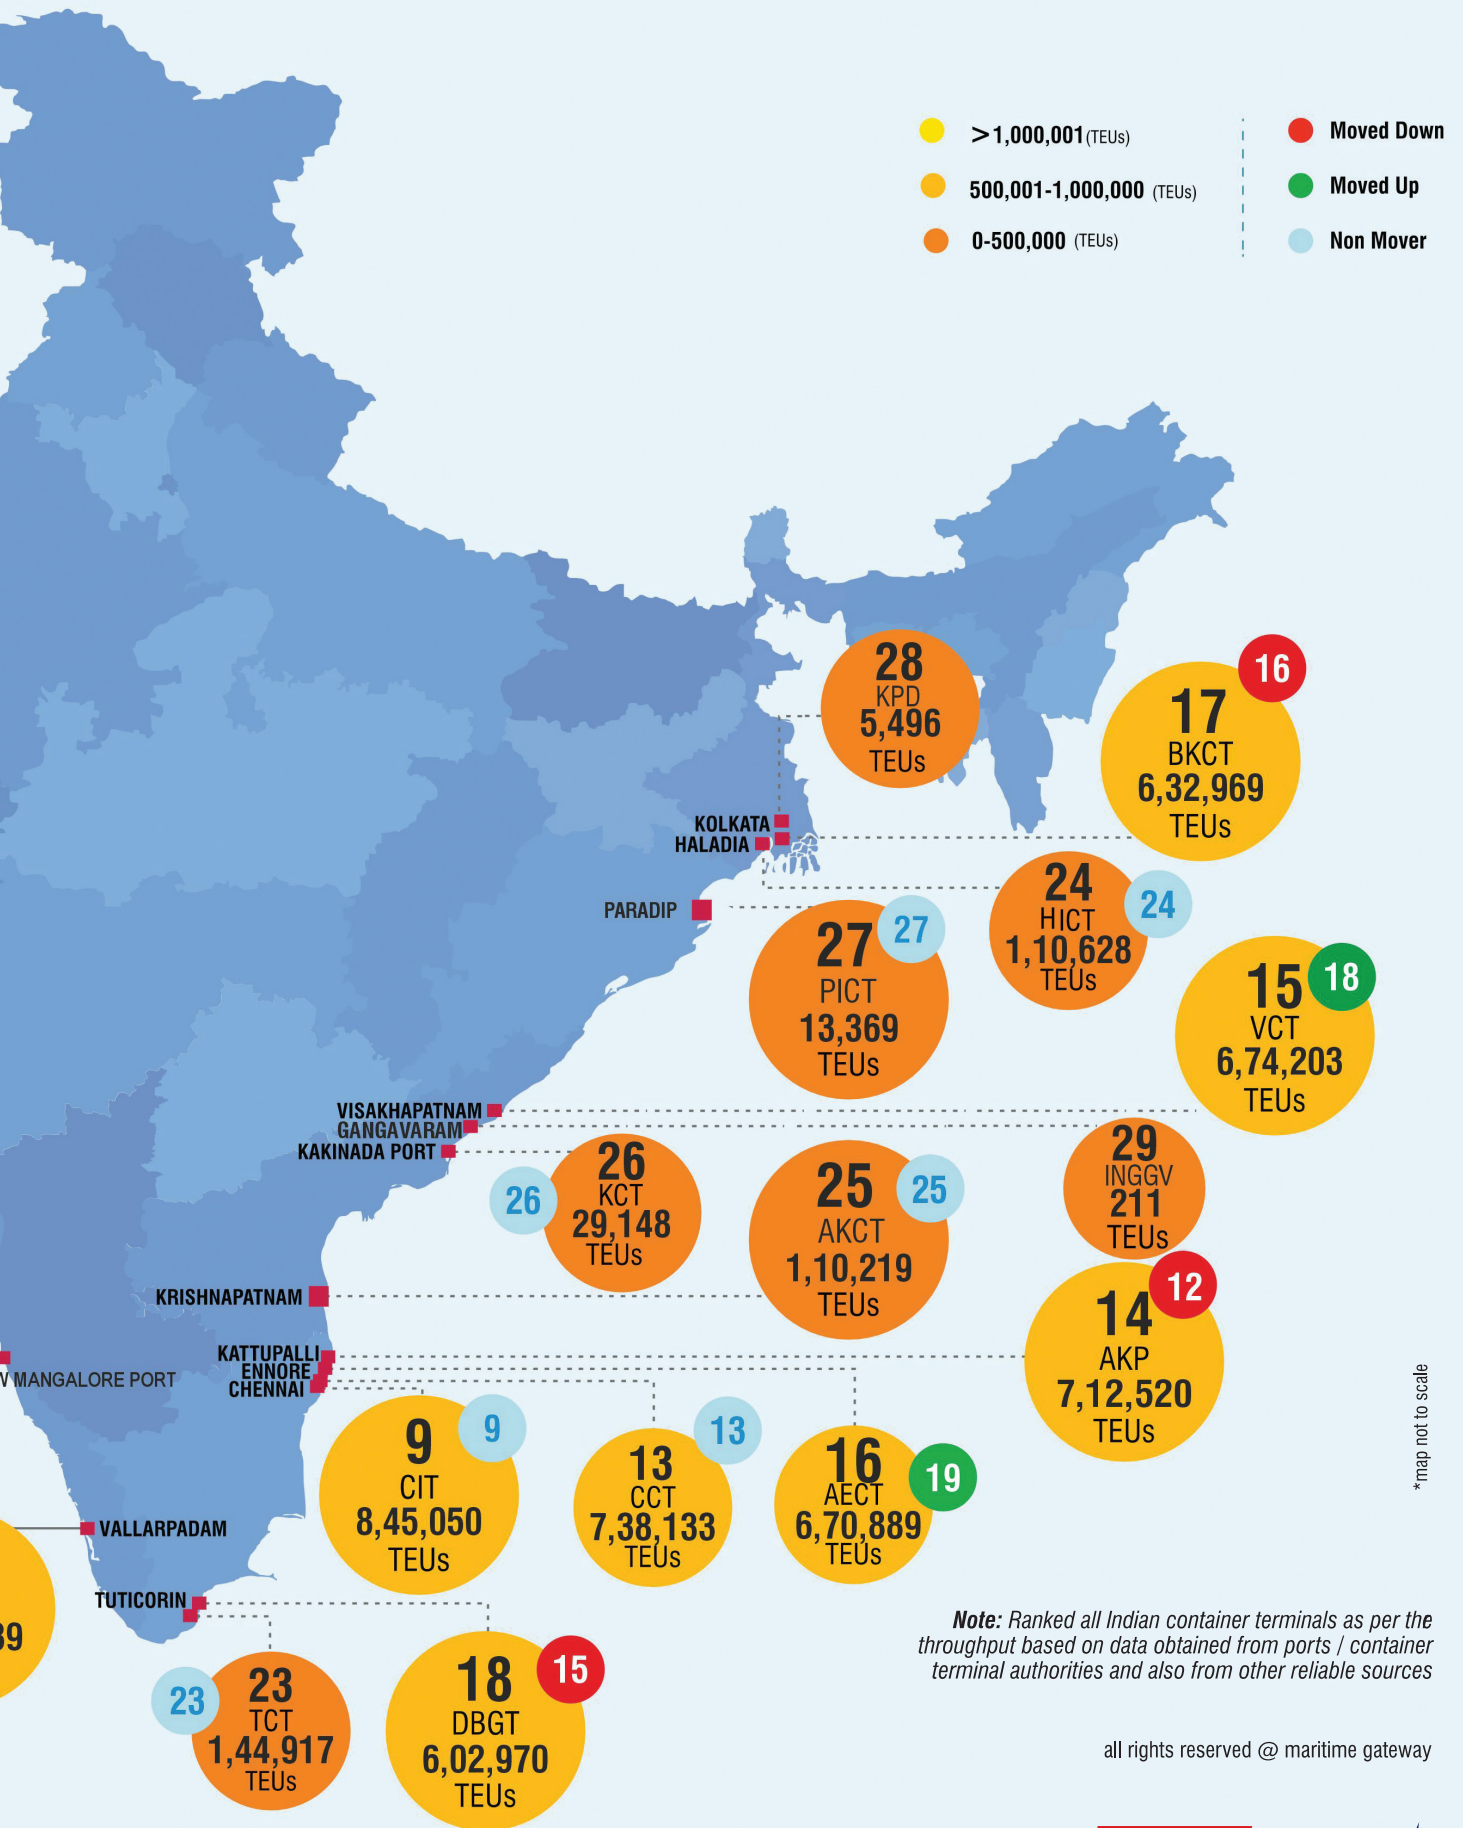 >1,000,001 (TEUs)
500,001-1,000,000 (TEUs)
0-500,000 (TEUs)
Moved Down
Moved Up
Non Mover
28
KPD
5,496
TEUs
16
17
BKCT
6,32,969
TEUs
KOLKATA
HALADIA
24
HICT
1,10,628
TEUs
24
PARADIP
27
PICT
13,369
TEUs
27
15
VCT
6,74,203
TEUs
18
VISAKHAPATNAM
GANGAVARAM
KAKINADA PORT
26
26
KCT
29,148
TEUs
25
AKCT
1,10,219
TEUs
25
29
INGGV
211
TEUs
KRISHNAPATNAM
14
AKP
7,12,520
TEUs
12
KATTUPALLI
ENNORE
CHENNAI
MANGALORE PORT
9
CIT
8,45,050
TEUs
9
13
CCT
7,38,133
TEUs
13
16
AECT
6,70,889
TEUs
19
*map not to scale
VALLARPADAM
TUTICORIN
39
23
23
TCT
1,44,917
TEUs
18
DBGT
6,02,970
TEUs
15
Note: Ranked all Indian container terminals as per the
throughput based on data obtained from ports / container
terminal authorities and also from other reliable sources
all rights reserved @ maritime gateway